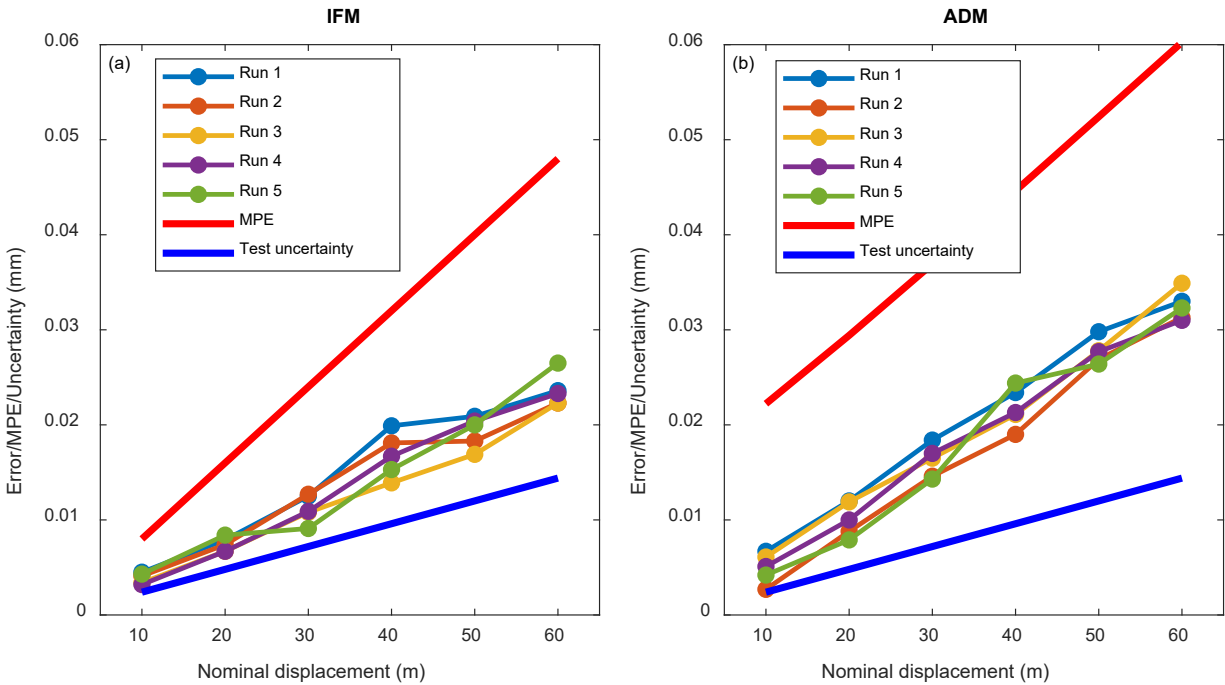 IFM
(a)
Run 1
Run 2
Run 3
Run 4
Run 5
MPE
Test uncertainty
0.06
0.05
0.04
0.03
0.02
0.01
0
Error/MPE/Uncertainty (mm)
10 20 30 40 50 60
Nominal displacement (m)
ADM
(b)
Run 1
Run 2
Run 3
Run 4
Run 5
MPE
Test uncertainty
0.06
0.05
0.04
0.03
0.02
0.01
0
Error/MPE/Uncertainty (mm)
10 20 30 40 50 60
Nominal displacement (m)